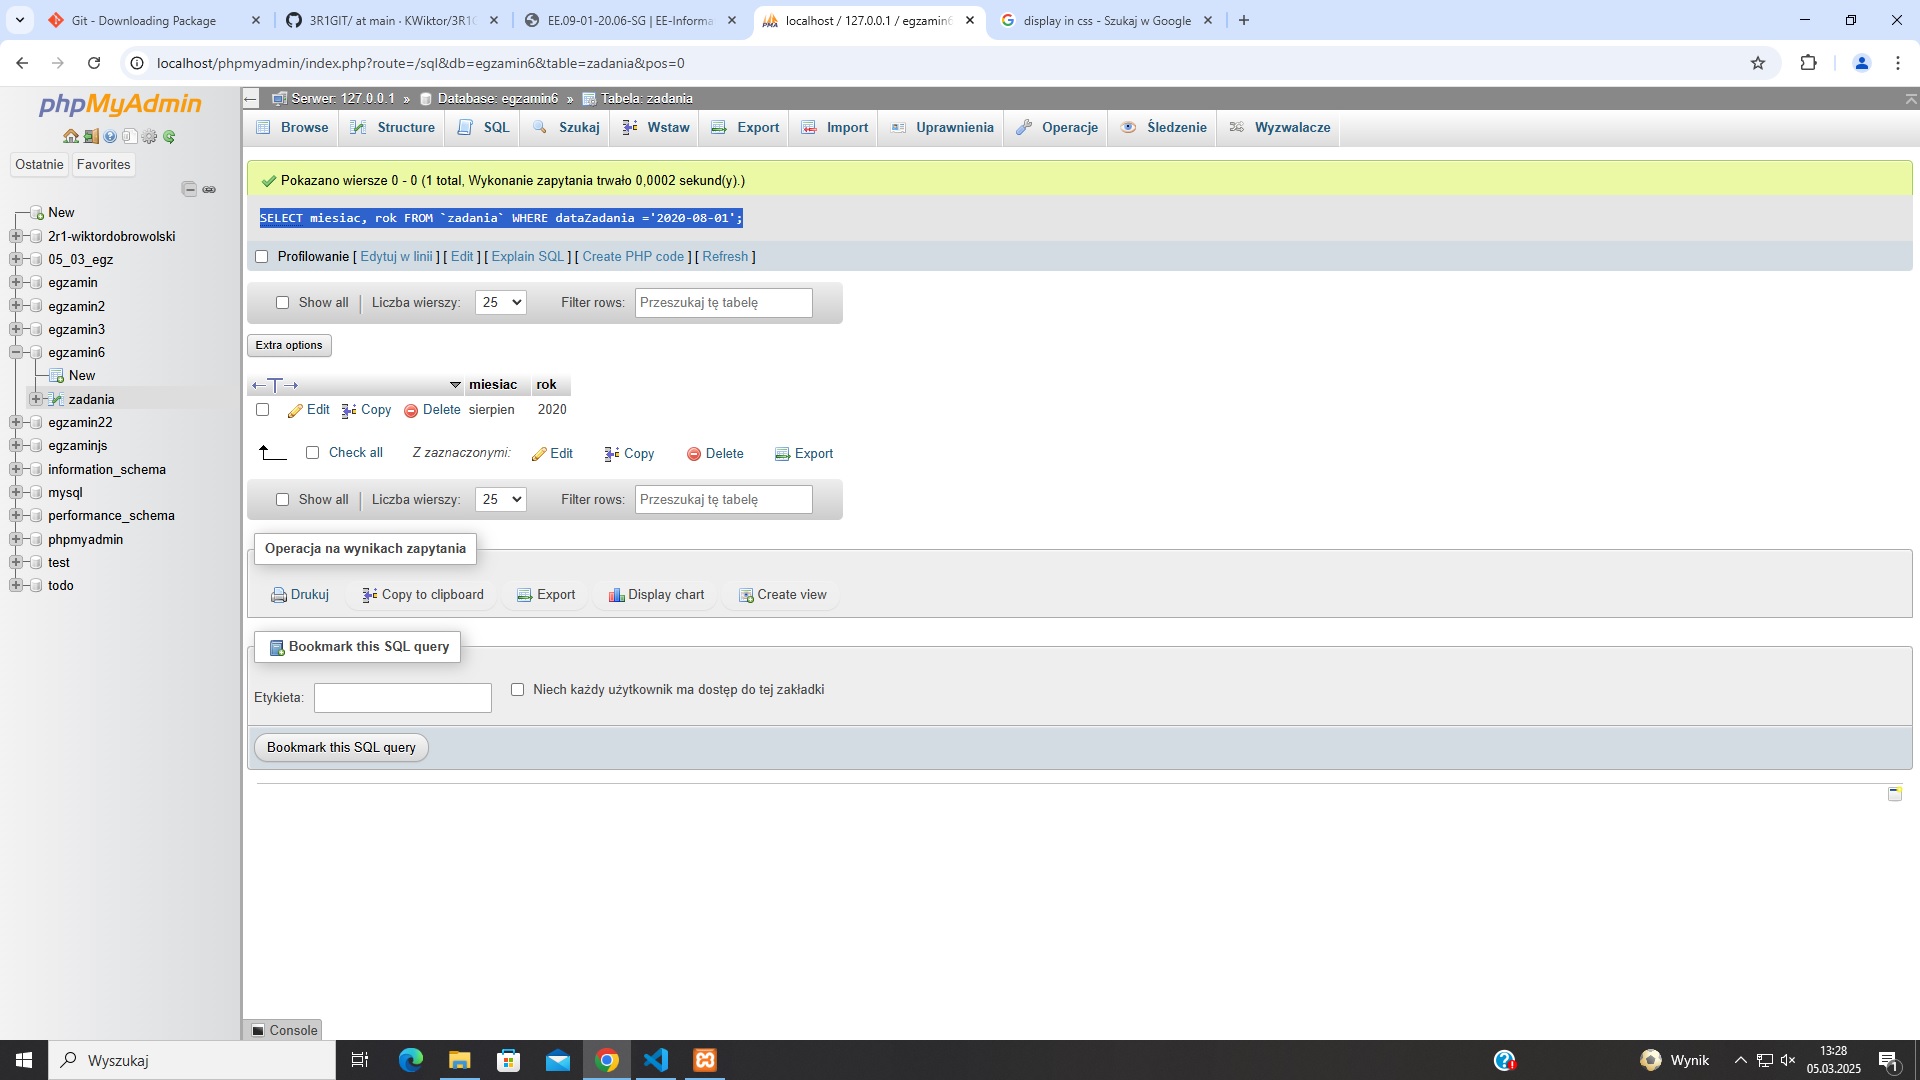 Git - Downloading Package
3R1GIT/ at main · KWiktor/3R1G
EE.09-01-20.06-SG | EE-Informa
localhost / 127.0.0.1 / egzamin6
display in css - Szukaj w Google
localhost/phpmyadmin/index.php?route=/sql&db=egzamin6&table=zadania&pos=0
phpMyAdmin
Ostatnie Favorites
New
2r1-wiktordobrowolski
05_03_egz
egzamin
egzamin2
egzamin3
egzamin6
New
zadania
egzamin22
egzaminjs
information_schema
mysql
performance_schema
phpmyadmin
test
todo
Serwer: 127.0.0.1 » Database: egzamin6 » Tabela: zadania
Browse Structure SQL Szukaj Wstaw Export Import Uprawnienia Operacje Śledzenie Wyzwalacze
Pokazano wiersze 0 - 0 (1 total, Wykonanie zapytania trwało 0,0002 sekund(y).)
SELECT miesiac, rok FROM `zadania` WHERE dataZadania ='2020-08-01';
Profilowanie [ Edytuj w linii ] [ Edit ] [ Explain SQL ] [ Create PHP code ] [ Refresh ]
Show all | Liczba wierszy: 25 Filter rows: Przeszukaj tę tabelę
Extra options
←T→ miesiac rok
Edit Copy Delete sierpien 2020
Check all Z zaznaczonymi: Edit Copy Delete Export
Show all | Liczba wierszy: 25 Filter rows: Przeszukaj tę tabelę
Operacja na wynikach zapytania
Drukuj Copy to clipboard Export Display chart Create view
Bookmark this SQL query
Etykieta: Niech każdy użytkownik ma dostęp do tej zakładki
Bookmark this SQL query
Console
Wyszukaj
Wynik
13:28
05.03.2025
1